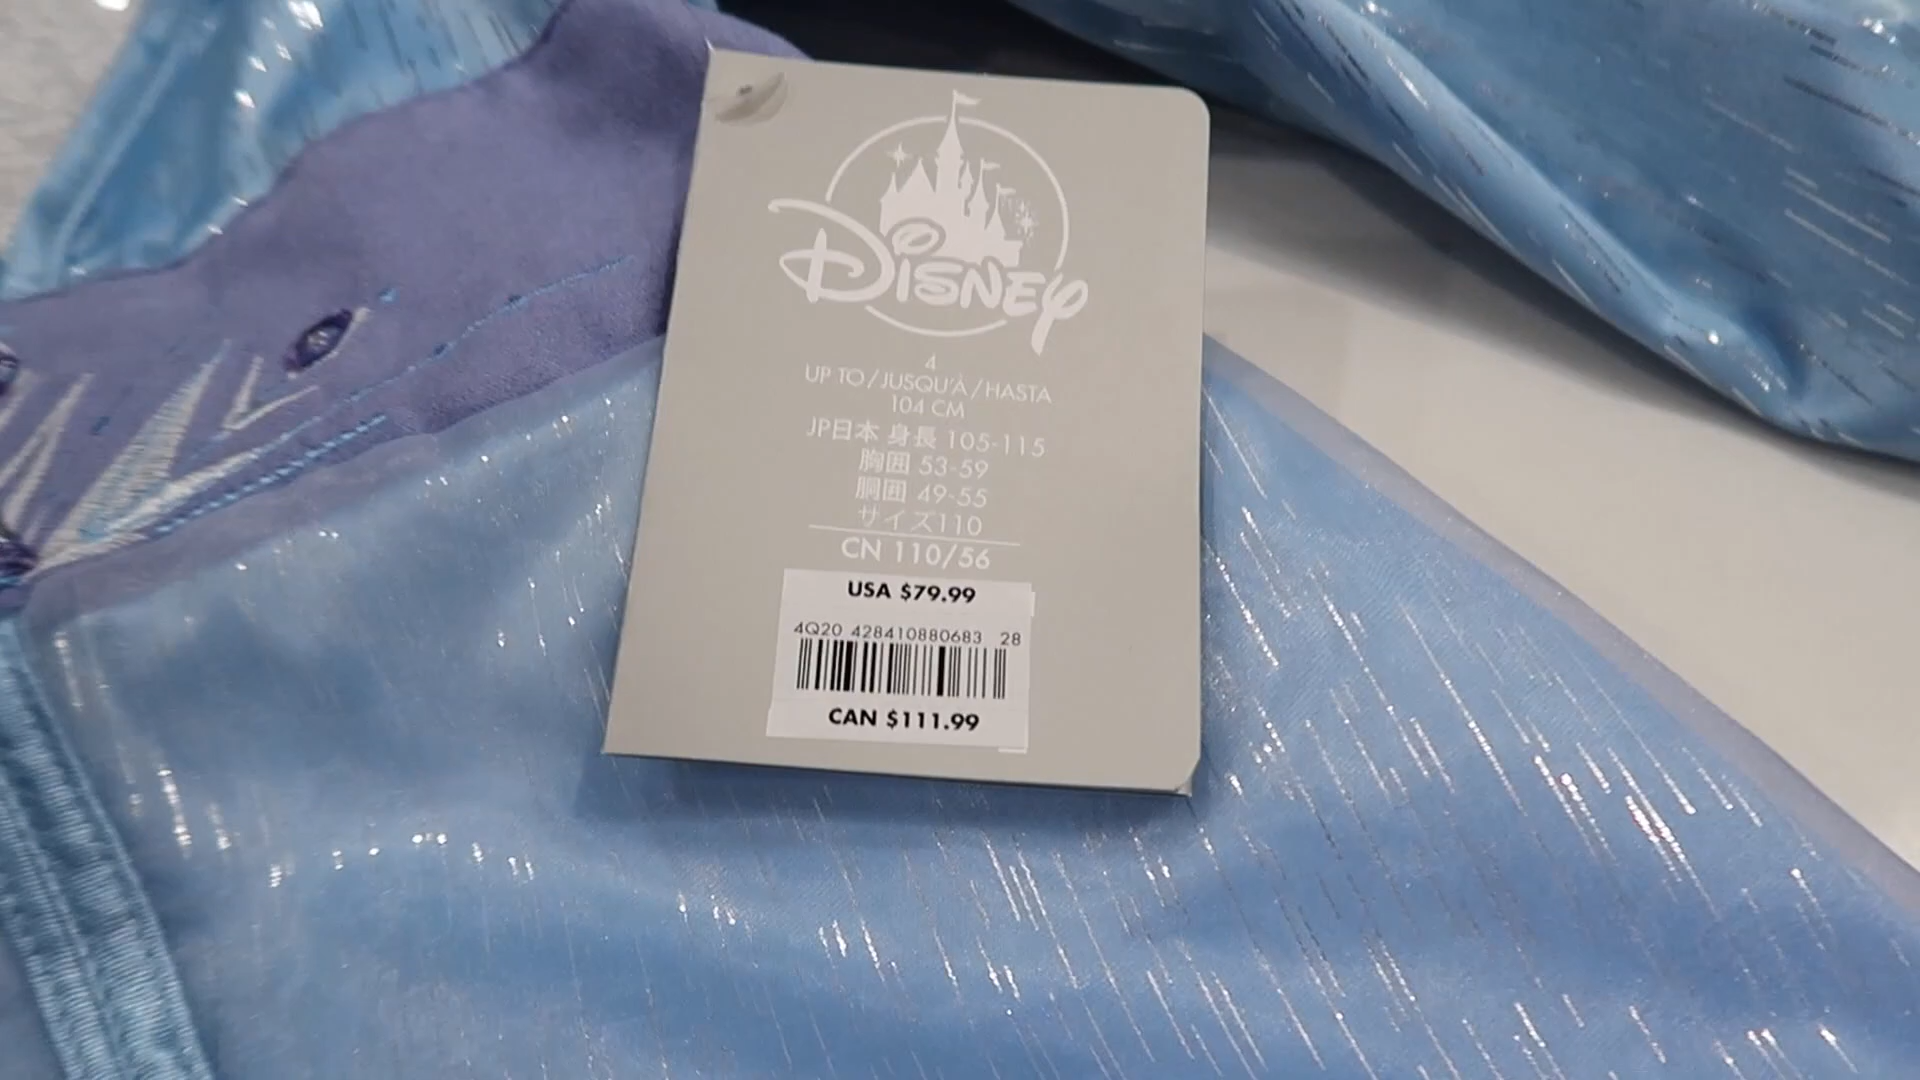 Disney
4
UP TO/JUSQU'À/HASTA
104 CM
JP日本 身長 105-115
胸囲 53-59
胴囲 49-55
サイズ110
CN 110/56
USA $79.99
4Q20 428410880683 28
CAN $111.99